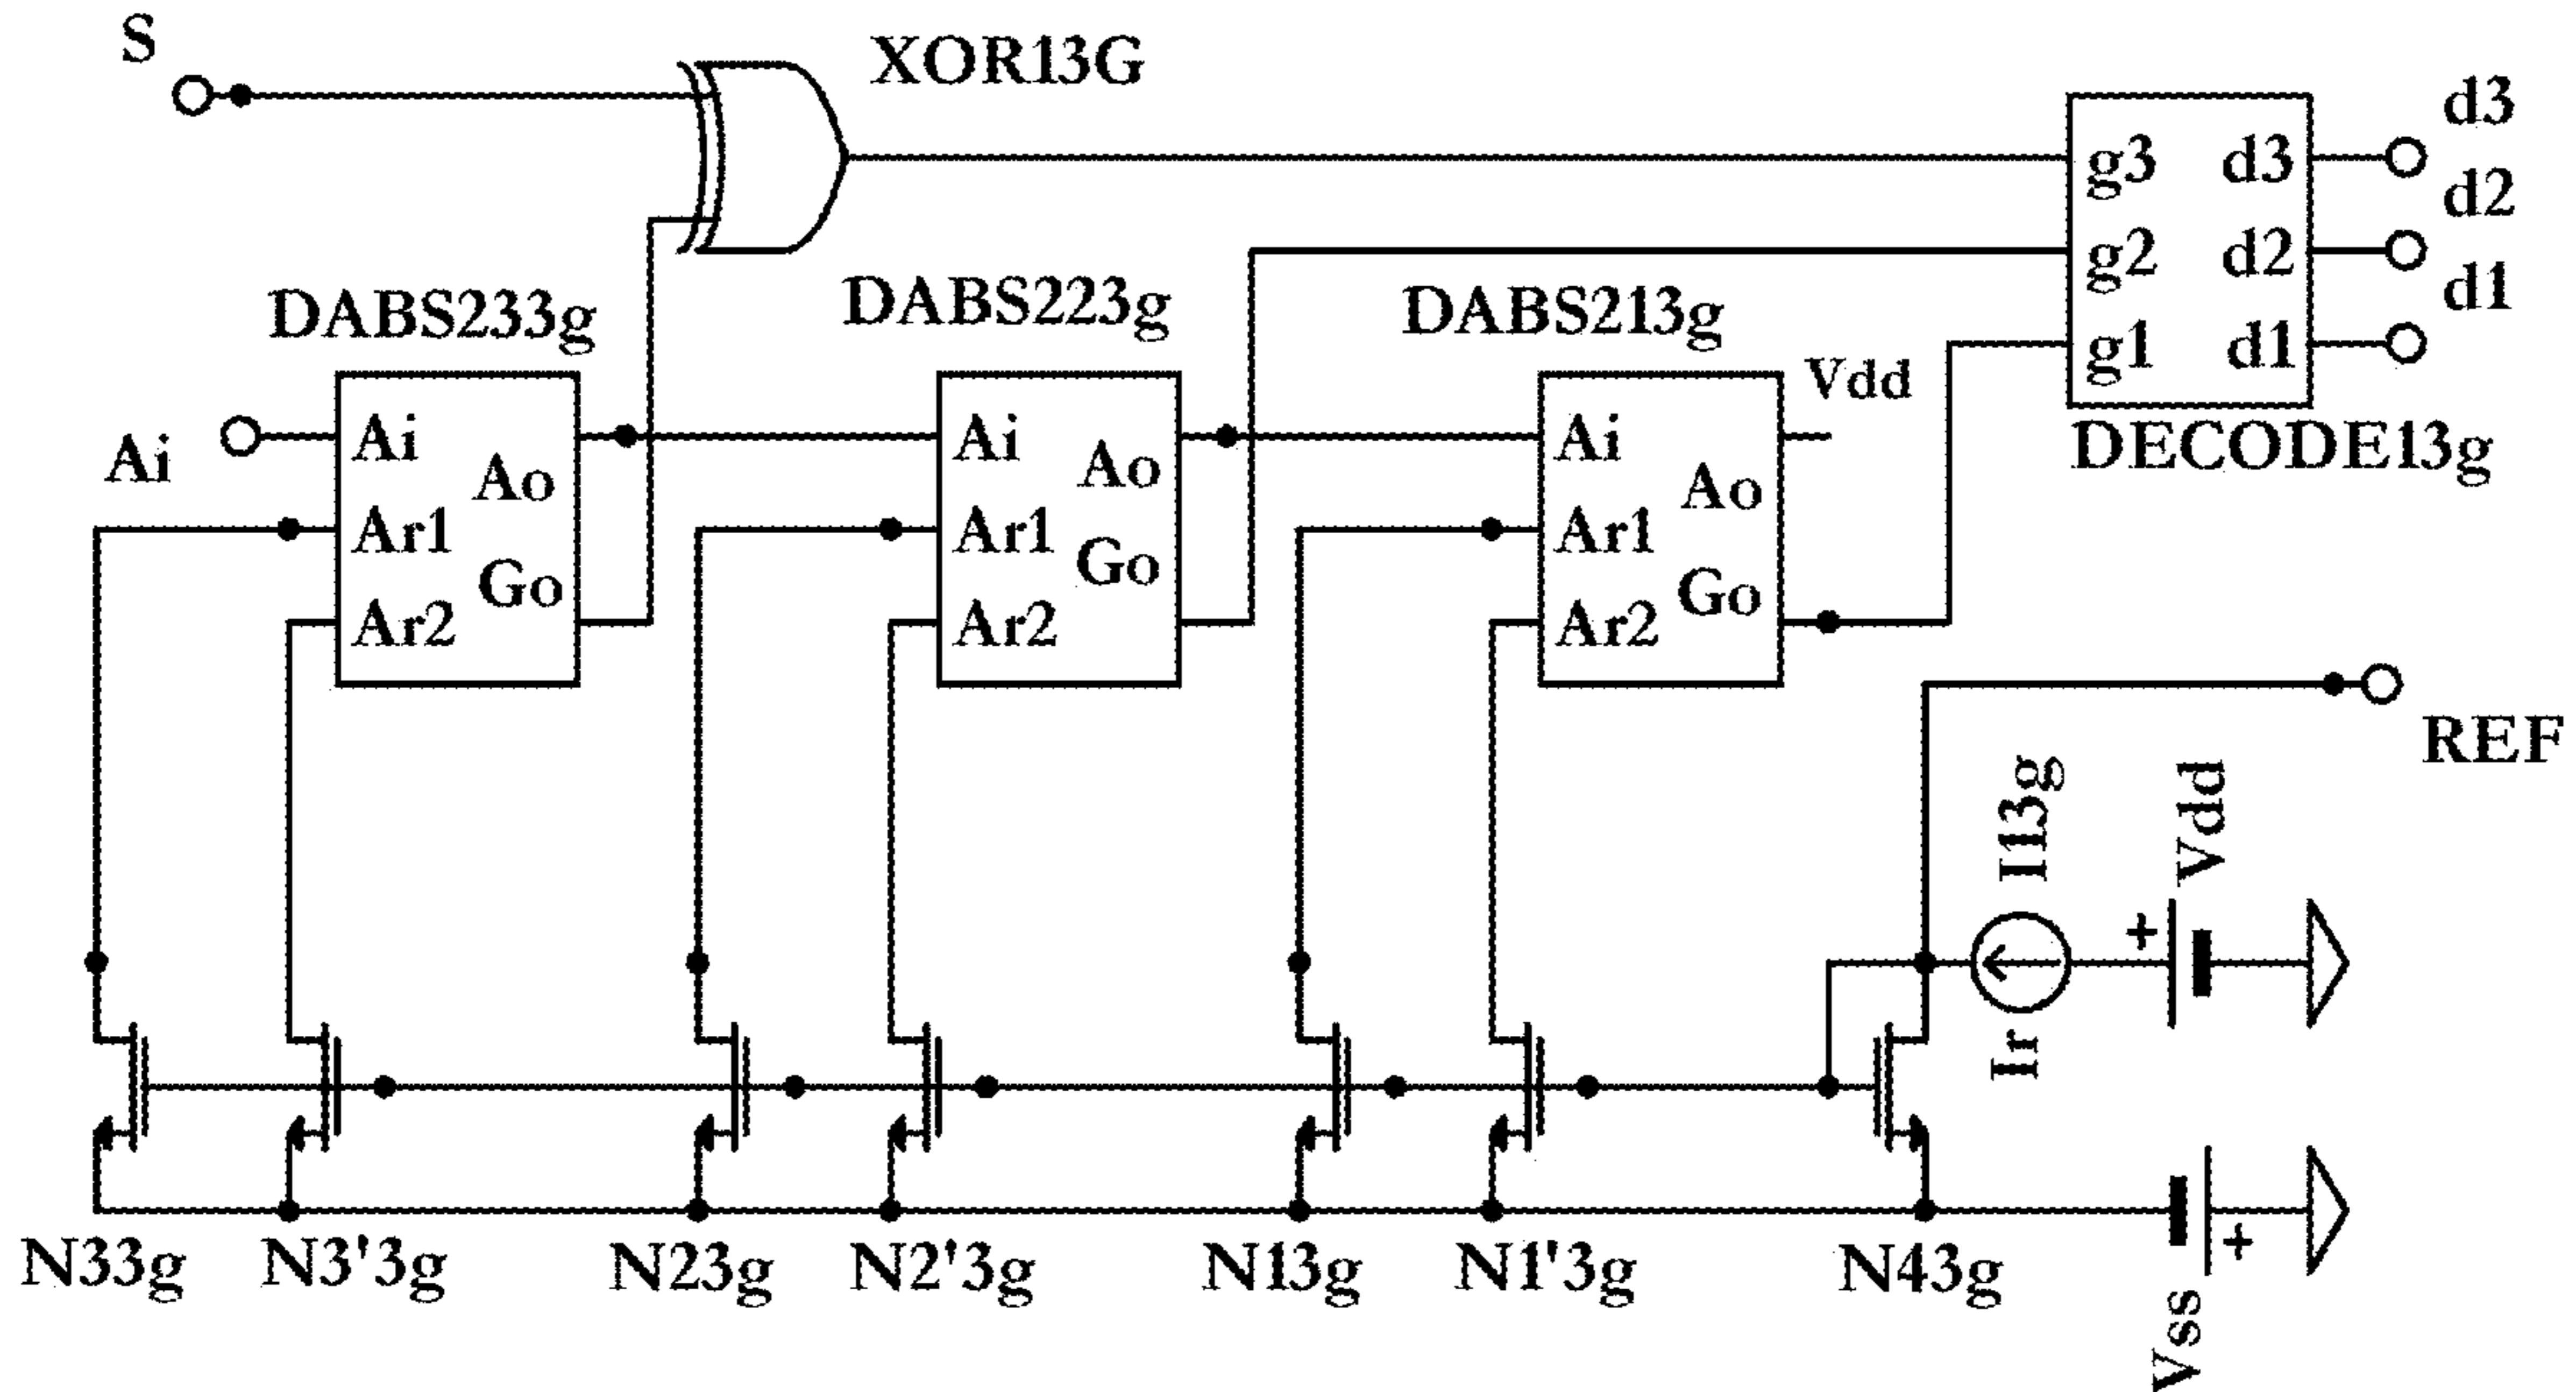 S
XOR13G
d3
g3 d3
d2
g2 d2
DABS233g
DABS223g
DABS213g
d1
g1 d1
Vdd
DECODE13g
Ai
Ai
Ao
Ar1
Go
Ar2
Ai
Ao
Ar1
Go
Ar2
Ai
Ao
Ar1
Go
Ar2
REF
I13g
Vdd
Ir
+
N33g
N3'3g
N23g
N2'3g
N13g
N1'3g
N43g
+
Vss